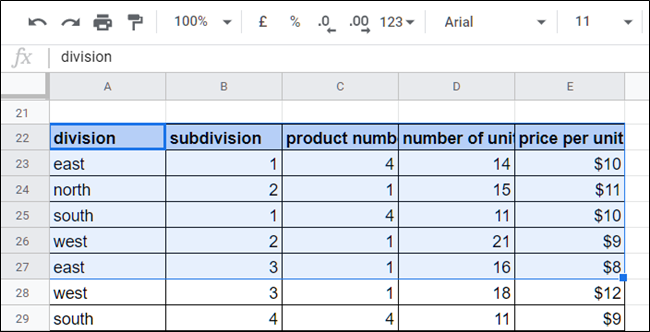 100% £ % .0 .00 123 Arial 11
fx division
A B C D E
21
22 division subdivision product numb number of unit price per unit
23 east 1 4 14 $10
24 north 2 1 15 $11
25 south 1 4 11 $10
26 west 2 1 21 $9
27 east 3 1 16 $8
28 west 3 1 18 $12
29 south 4 4 11 $9